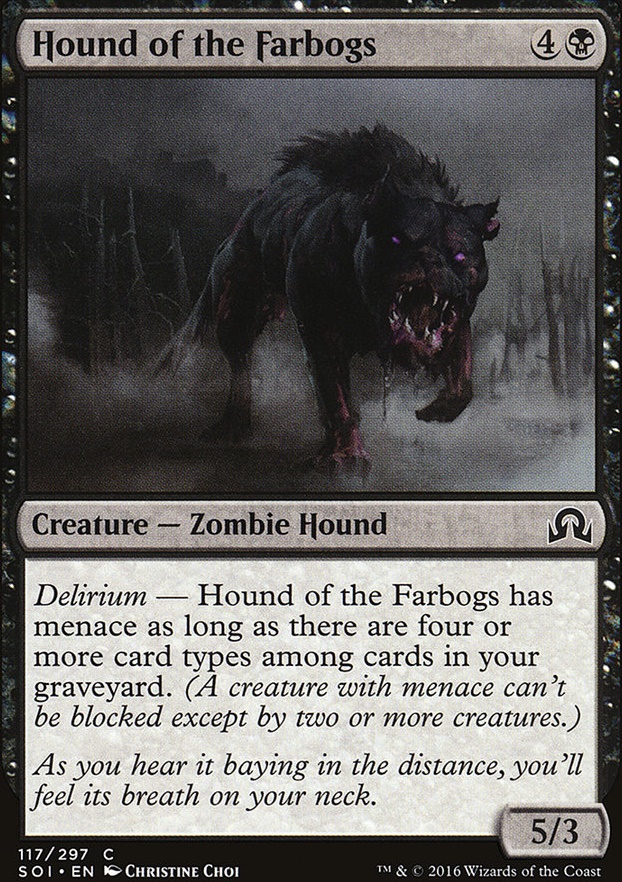 Hound of the Farbogs 4
Creature — Zombie Hound
Delirium — Hound of the Farbogs has
menace as long as there are four or
more card types among cards in your
graveyard. (A creature with menace can't
be blocked except by two or more creatures.)
As you hear it baying in the distance, you'll
feel its breath on your neck.
5/3
117/297 C
SOI • EN Christine Choi
™ & © 2016 Wizards of the Coast